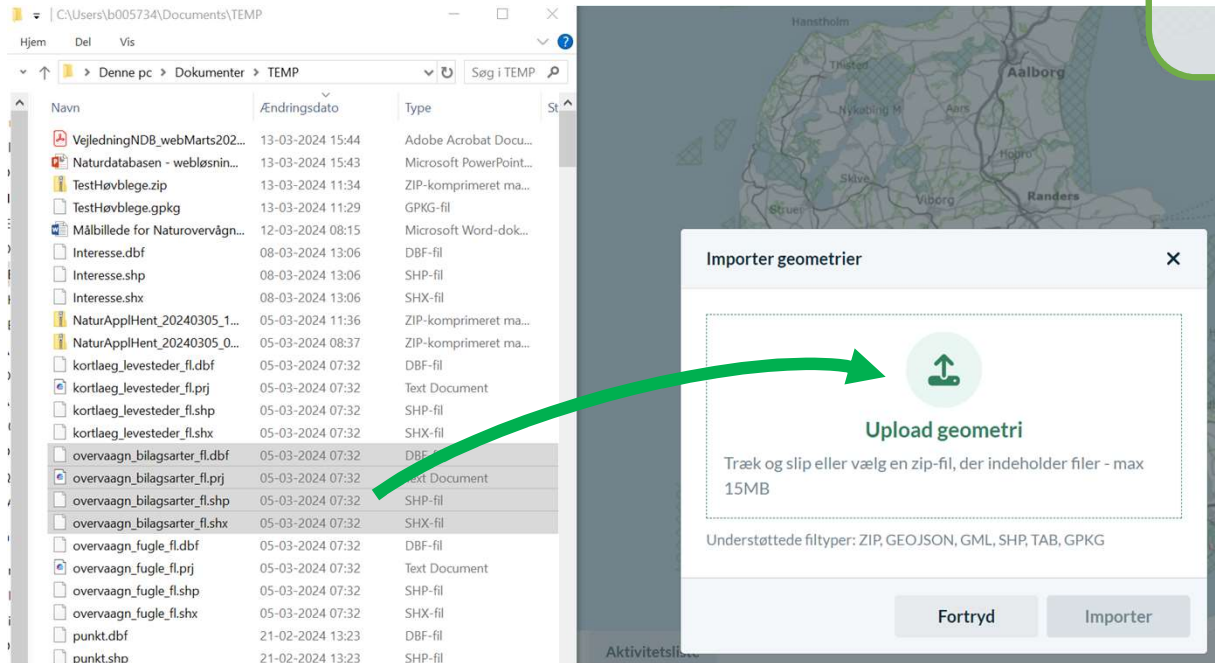 C:\Users\b005734\Documents\TEMP
Hjem Del Vis
Denne pc > Dokumenter > TEMP Søg i TEMP
Navn Ændringsdato Type St
VejledningNDB_webMarts202... 13-03-2024 15:44 Adobe Acrobat Docu...
Naturdatabasen - webløsnin... 13-03-2024 15:43 Microsoft PowerPoint...
TestHøvblege.zip 13-03-2024 11:34 ZIP-komprimeret ma...
TestHøvblege.gpkg 13-03-2024 11:29 GPKG-fil
Målbillede for Naturovervågn... 12-03-2024 08:15 Microsoft Word-dok...
Interesse.dbf 08-03-2024 13:06 DBF-fil
Interesse.shp 08-03-2024 13:06 SHP-fil
Interesse.shx 08-03-2024 13:06 SHX-fil
NaturApplHent_20240305_1... 05-03-2024 11:36 ZIP-komprimeret ma...
NaturApplHent_20240305_0... 05-03-2024 08:37 ZIP-komprimeret ma...
kortlaeg_levesteder_fl.dbf 05-03-2024 07:32 DBF-fil
kortlaeg_levesteder_fl.prj 05-03-2024 07:32 Text Document
kortlaeg_levesteder_fl.shp 05-03-2024 07:32 SHP-fil
kortlaeg_levesteder_fl.shx 05-03-2024 07:32 SHX-fil
overvaagn_bilagsarter_fl.dbf 05-03-2024 07:32 DBF-fil
overvaagn_bilagsarter_fl.prj 05-03-2024 07:32 Text Document
overvaagn_bilagsarter_fl.shp 05-03-2024 07:32 SHP-fil
overvaagn_bilagsarter_fl.shx 05-03-2024 07:32 SHX-fil
overvaagn_fugle_fl.dbf 05-03-2024 07:32 DBF-fil
overvaagn_fugle_fl.prj 05-03-2024 07:32 Text Document
overvaagn_fugle_fl.shp 05-03-2024 07:32 SHP-fil
overvaagn_fugle_fl.shx 05-03-2024 07:32 SHX-fil
punkt.dbf 21-02-2024 13:23 DBF-fil
punkt.shp 21-02-2024 13:23 SHP-fil
Hanstholm
Thisted
Aalborg
Nykøbing M
Aars
Hobro
Skive
Viborg
Randers
Struer
Importer geometrier
Upload geometri
Træk og slip eller vælg en zip-fil, der indeholder filer - max
15MB
Understøttede filtyper: ZIP, GEOJSON, GML, SHP, TAB, GPKG
Fortryd Importer